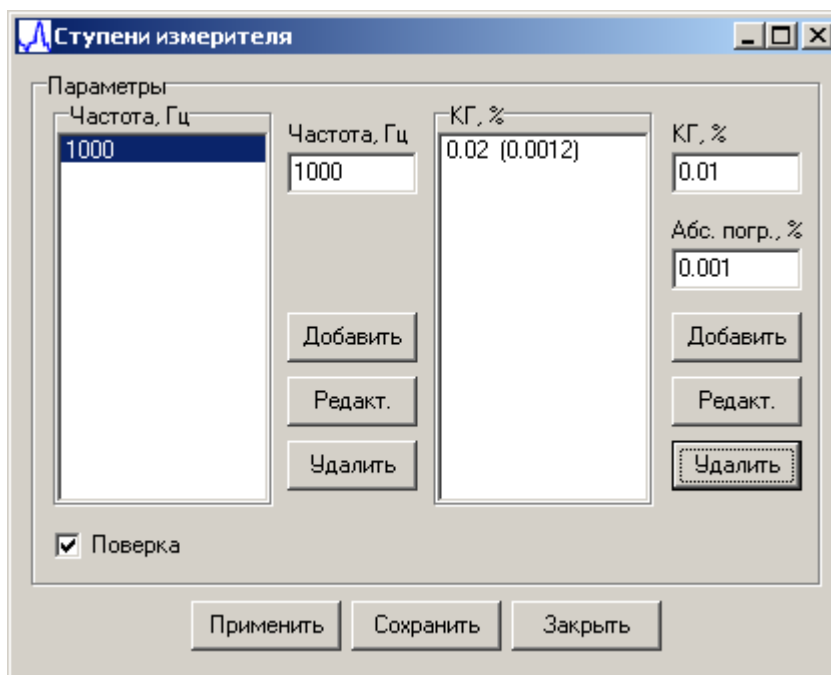 Ступени измерителя
Параметры
Частота, Гц
1000
Частота, Гц
1000
Добавить
Редакт.
Удалить
КГ, %
0.02 (0.0012)
КГ, %
0.01
Абс. погр., %
0.001
Добавить
Редакт.
Удалить
Поверка
Применить
Сохранить
Закрыть